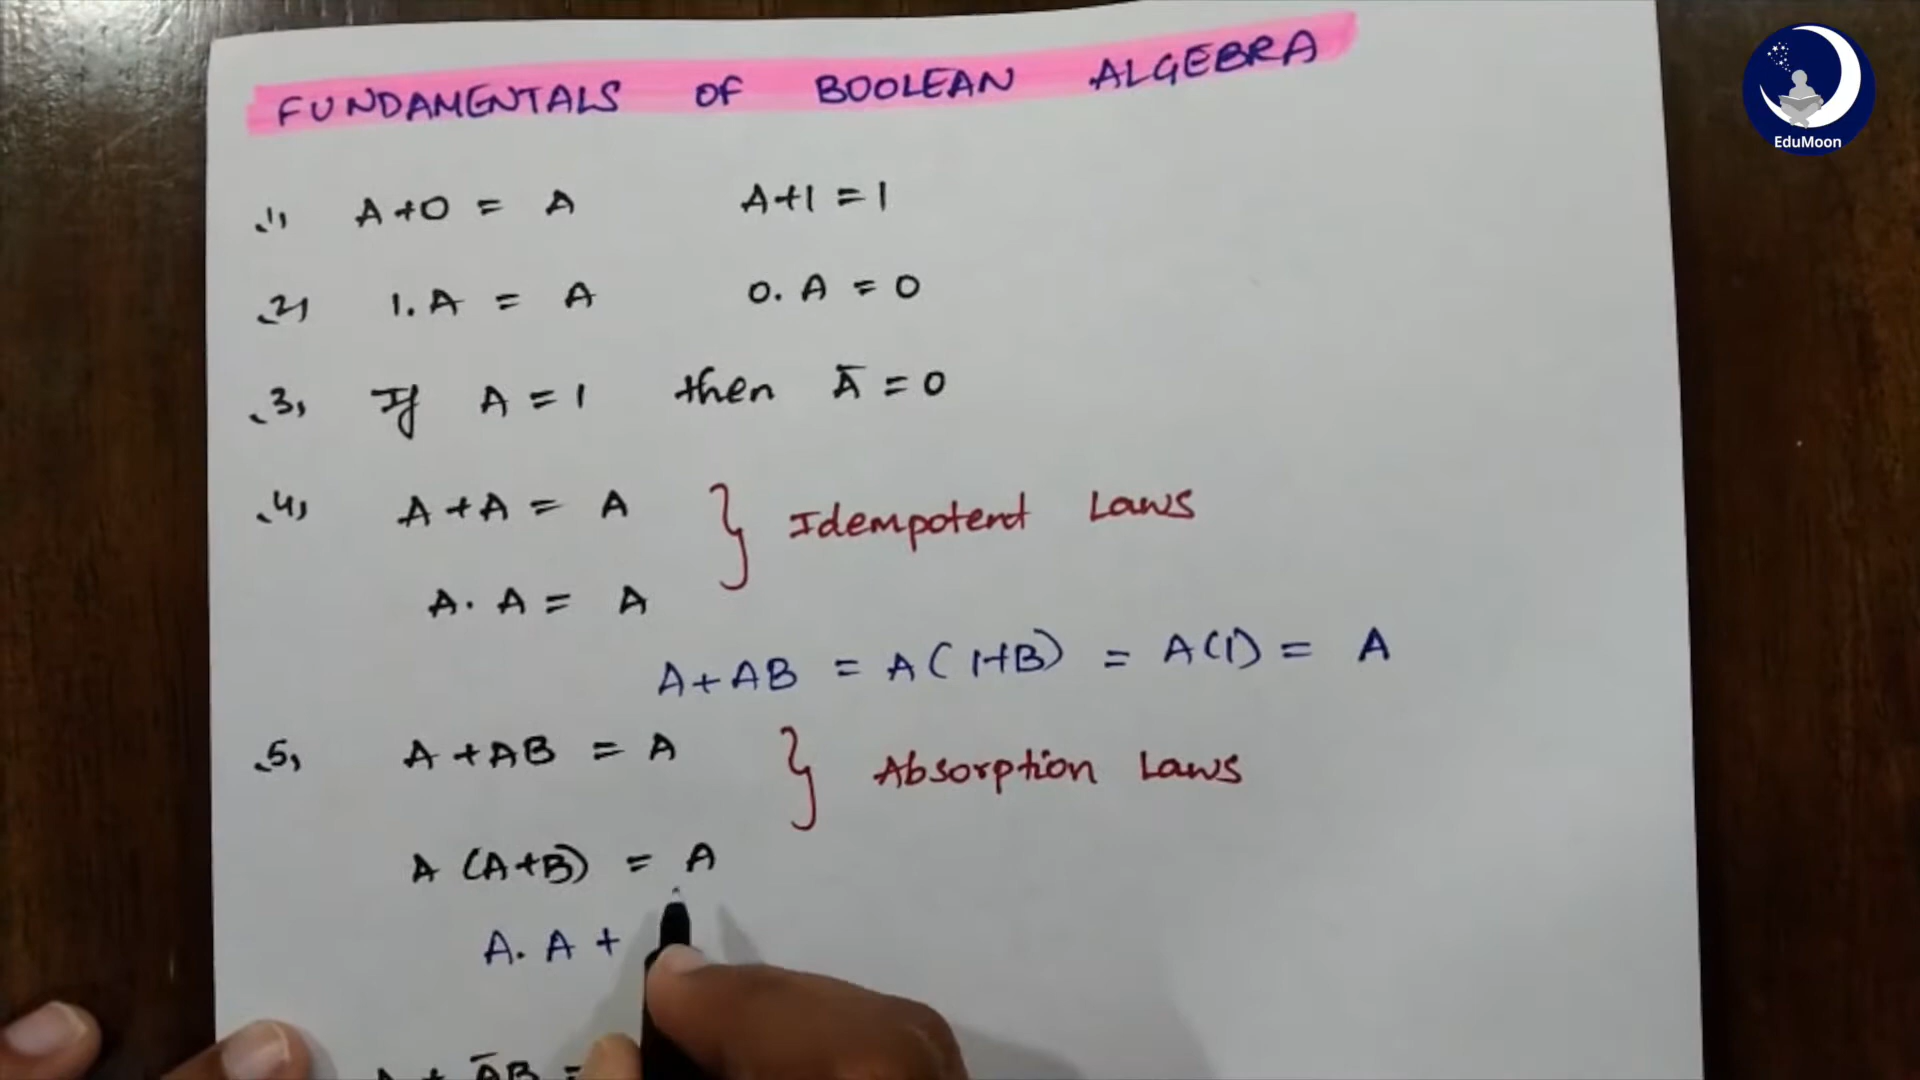 FUNDAMENTALS OF BOOLEAN ALGEBRA
EduMoon
1, A+0 = A A+1 = 1
2, 1.A = A 0.A = 0
3, If A = 1 then Ā = 0
4, A+A = A } Idempotent Laws
A.A = A
A+AB = A(1+B) = A(1) = A
5, A+AB = A } Absorption Laws
A(A+B) = A
A.A +
A + ĀB =